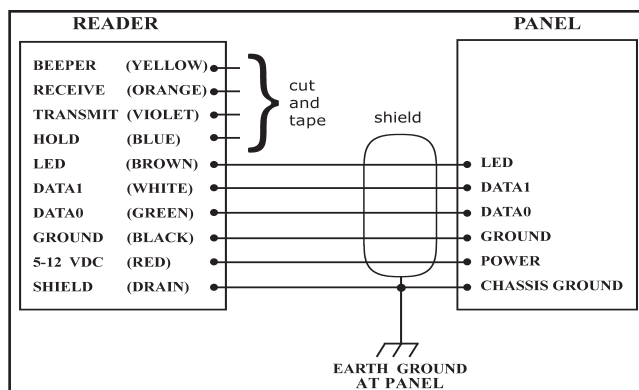 READER
PANEL
BEEPER (YELLOW)
RECEIVE (ORANGE)
TRANSMIT (VIOLET)
HOLD (BLUE)
cut
and
tape
shield
LED (BROWN)
LED
DATA1 (WHITE)
DATA1
DATA0 (GREEN)
DATA0
GROUND (BLACK)
GROUND
5-12 VDC (RED)
POWER
SHIELD (DRAIN)
CHASSIS GROUND
EARTH GROUND
AT PANEL